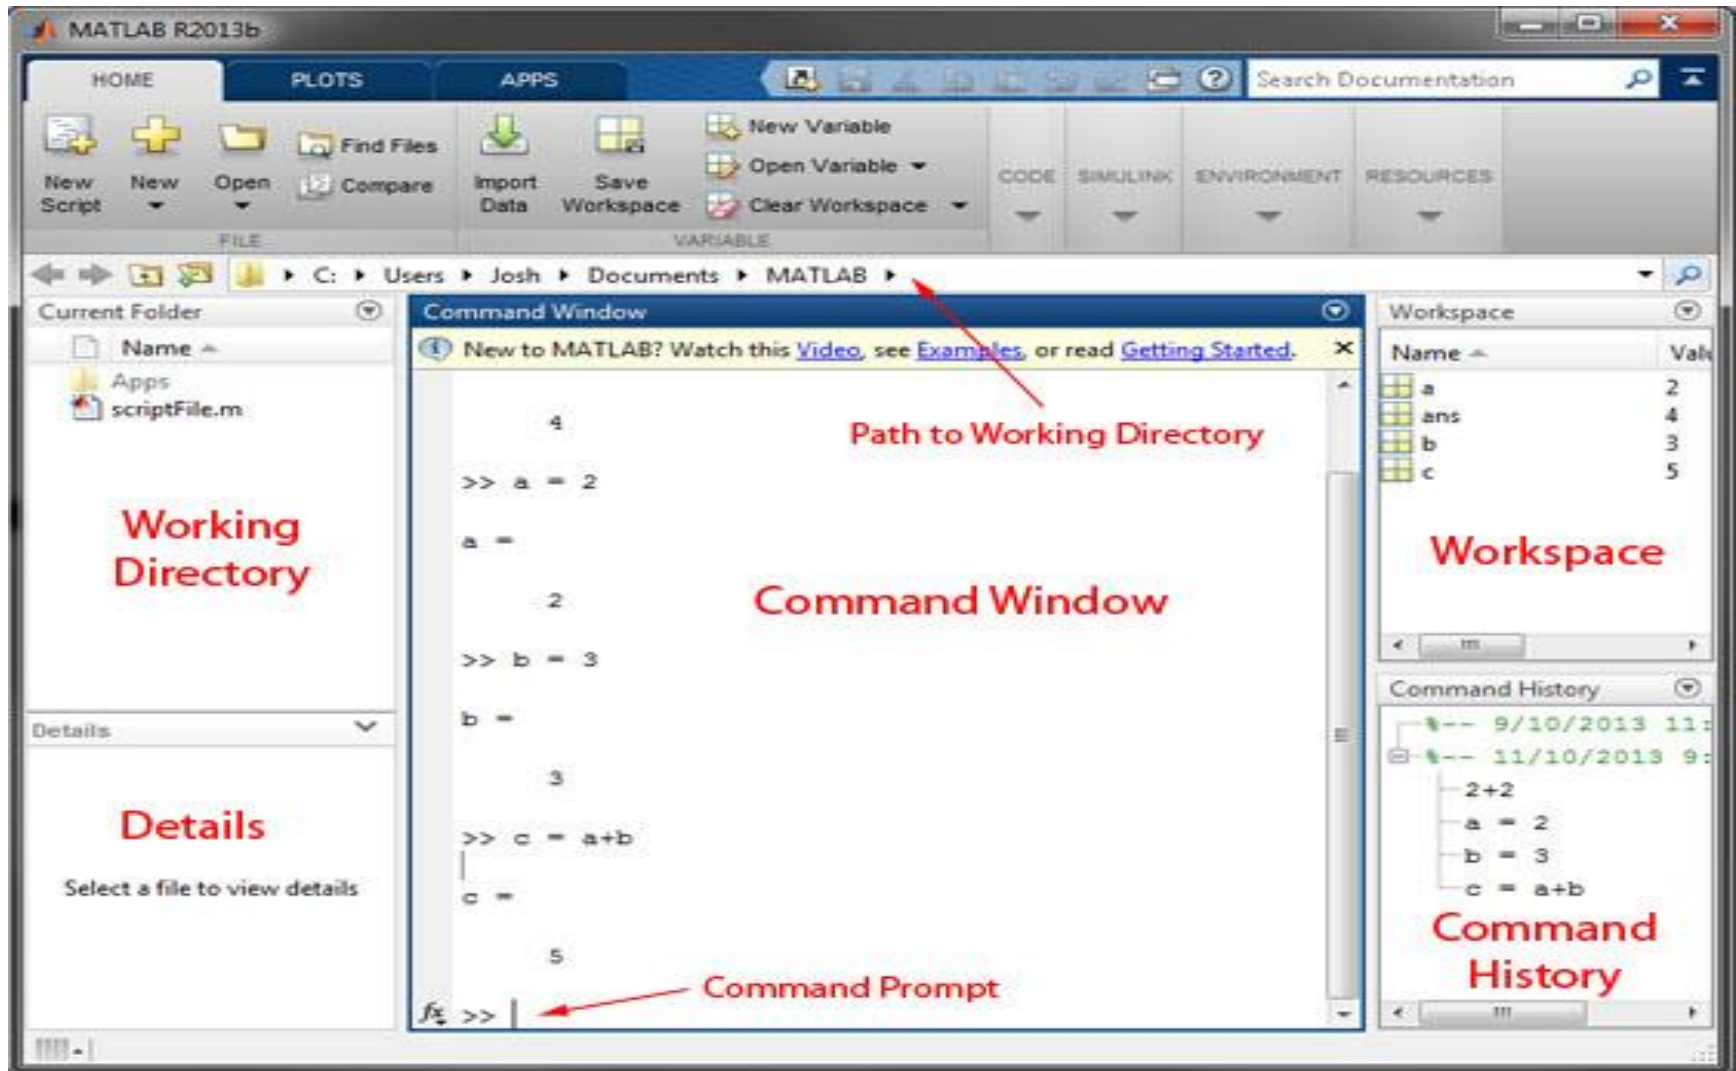 MATLAB R2013b
HOME PLOTS APPS Search Documentation
New Script
New
Open
Find Files
Compare
FILE
Import Data
Save Workspace
New Variable
Open Variable
Clear Workspace
VARIABLE
CODE SIMULINK ENVIRONMENT RESOURCES
C: Users Josh Documents MATLAB
Current Folder
Name
Apps
scriptFile.m
Working
Directory
Details
Details
Select a file to view details
Command Window
New to MATLAB? Watch this Video, see Examples, or read Getting Started.
4
Path to Working Directory
>> a = 2
a =
2
Command Window
>> b = 3
b =
3
>> c = a+b
c =
5
Command Prompt
fx >>
Workspace
Name Valu
a 2
ans 4
b 3
c 5
Workspace
Command History
%-- 9/10/2013 11:
%-- 11/10/2013 9:
2+2
a = 2
b = 3
c = a+b
Command
History